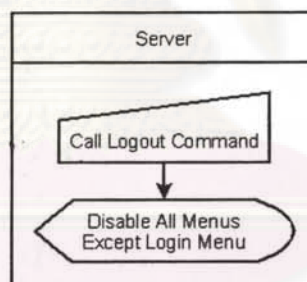 Server
Call Logout Command
Disable All Menus
Except Login Menu